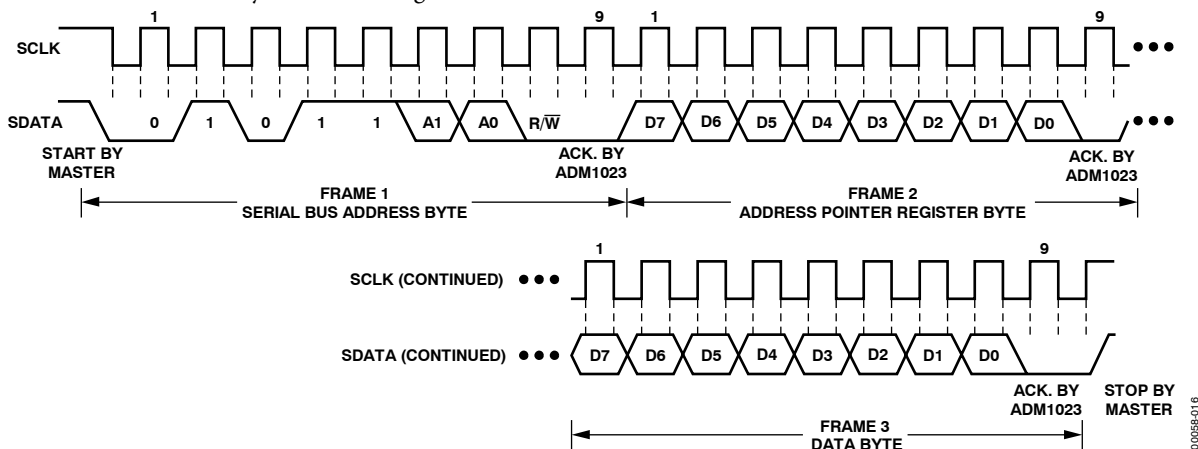 1 9 1 9
SCLK
SDATA 0 1 0 1 1 A1 A0 R/W̅ D7 D6 D5 D4 D3 D2 D1 D0
START BY MASTER
ACK. BY ADM1023
ACK. BY ADM1023
FRAME 1
SERIAL BUS ADDRESS BYTE
FRAME 2
ADDRESS POINTER REGISTER BYTE
1 9
SCLK (CONTINUED)
SDATA (CONTINUED) D7 D6 D5 D4 D3 D2 D1 D0
ACK. BY ADM1023
STOP BY MASTER
FRAME 3
DATA BYTE
00058-016